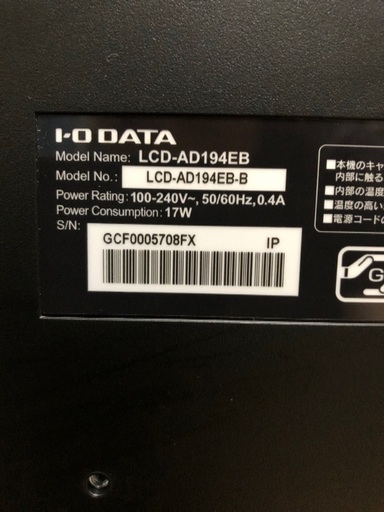 I-O DATA
Model Name: LCD-AD194EB
Model No.: LCD-AD194EB-B
Power Rating: 100-240V~, 50/60Hz, 0.4A
Power Consumption: 17W
S/N:
GCF0005708FX IP
■本機のキャ
内部に触る
■内部の温度
■温度の高い
■電源コードの
G